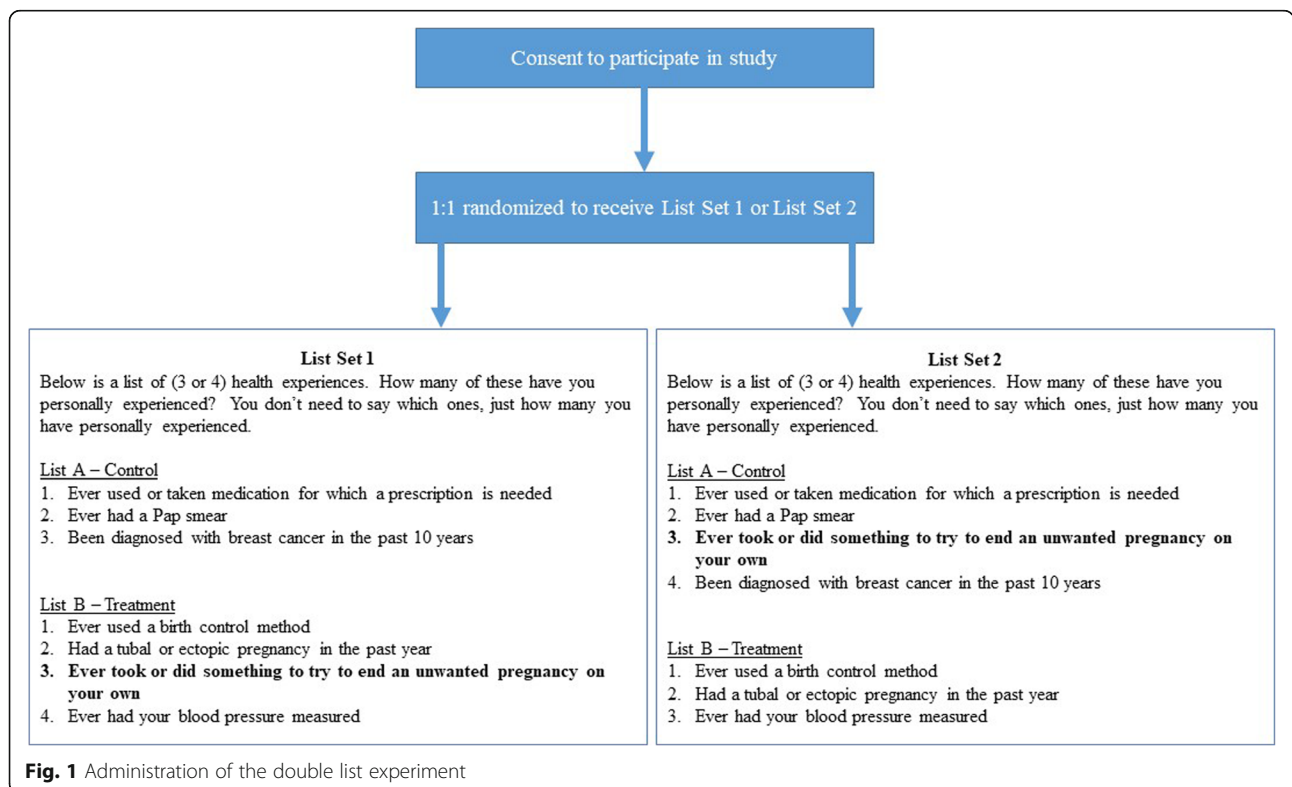 Consent to participate in study
1:1 randomized to receive List Set 1 or List Set 2
List Set 1
Below is a list of (3 or 4) health experiences. How many of these have you
personally experienced? You don't need to say which ones, just how many you
have personally experienced.
List A – Control
1. Ever used or taken medication for which a prescription is needed
2. Ever had a Pap smear
3. Been diagnosed with breast cancer in the past 10 years
List B – Treatment
1. Ever used a birth control method
2. Had a tubal or ectopic pregnancy in the past year
3. Ever took or did something to try to end an unwanted pregnancy on
your own
4. Ever had your blood pressure measured
List Set 2
Below is a list of (3 or 4) health experiences. How many of these have you
personally experienced? You don't need to say which ones, just how many you
have personally experienced.
List A – Control
1. Ever used or taken medication for which a prescription is needed
2. Ever had a Pap smear
3. Ever took or did something to try to end an unwanted pregnancy on
your own
4. Been diagnosed with breast cancer in the past 10 years
List B – Treatment
1. Ever used a birth control method
2. Had a tubal or ectopic pregnancy in the past year
3. Ever had your blood pressure measured
Fig. 1 Administration of the double list experiment